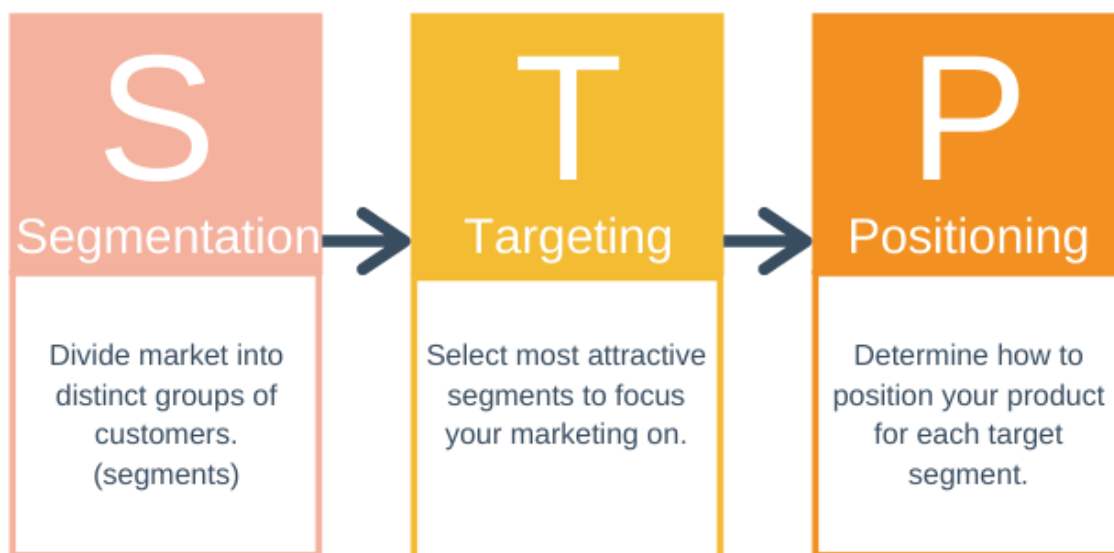 S
Segmentation
Divide market into
distinct groups of
customers.
(segments)
T
Targeting
Select most attractive
segments to focus
your marketing on.
P
Positioning
Determine how to
position your product
for each target
segment.